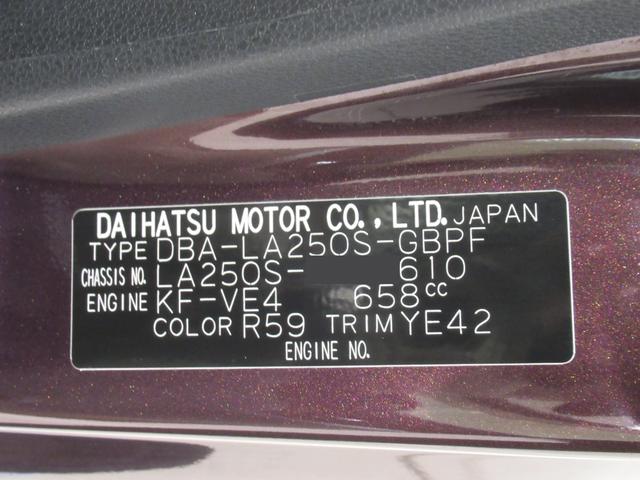 DAIHATSU MOTOR CO., LTD. JAPAN
TYPE DBA-LA250S-GBPF
CHASSIS NO. LA250S- 610
ENGINE KF-VE4 658cc
COLOR R59 TRIM YE42
ENGINE NO.